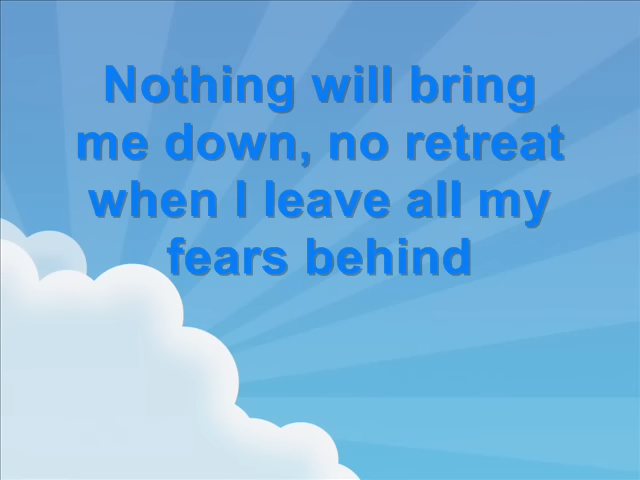 Nothing will bring
me down, no retreat
when I leave all my
fears behind